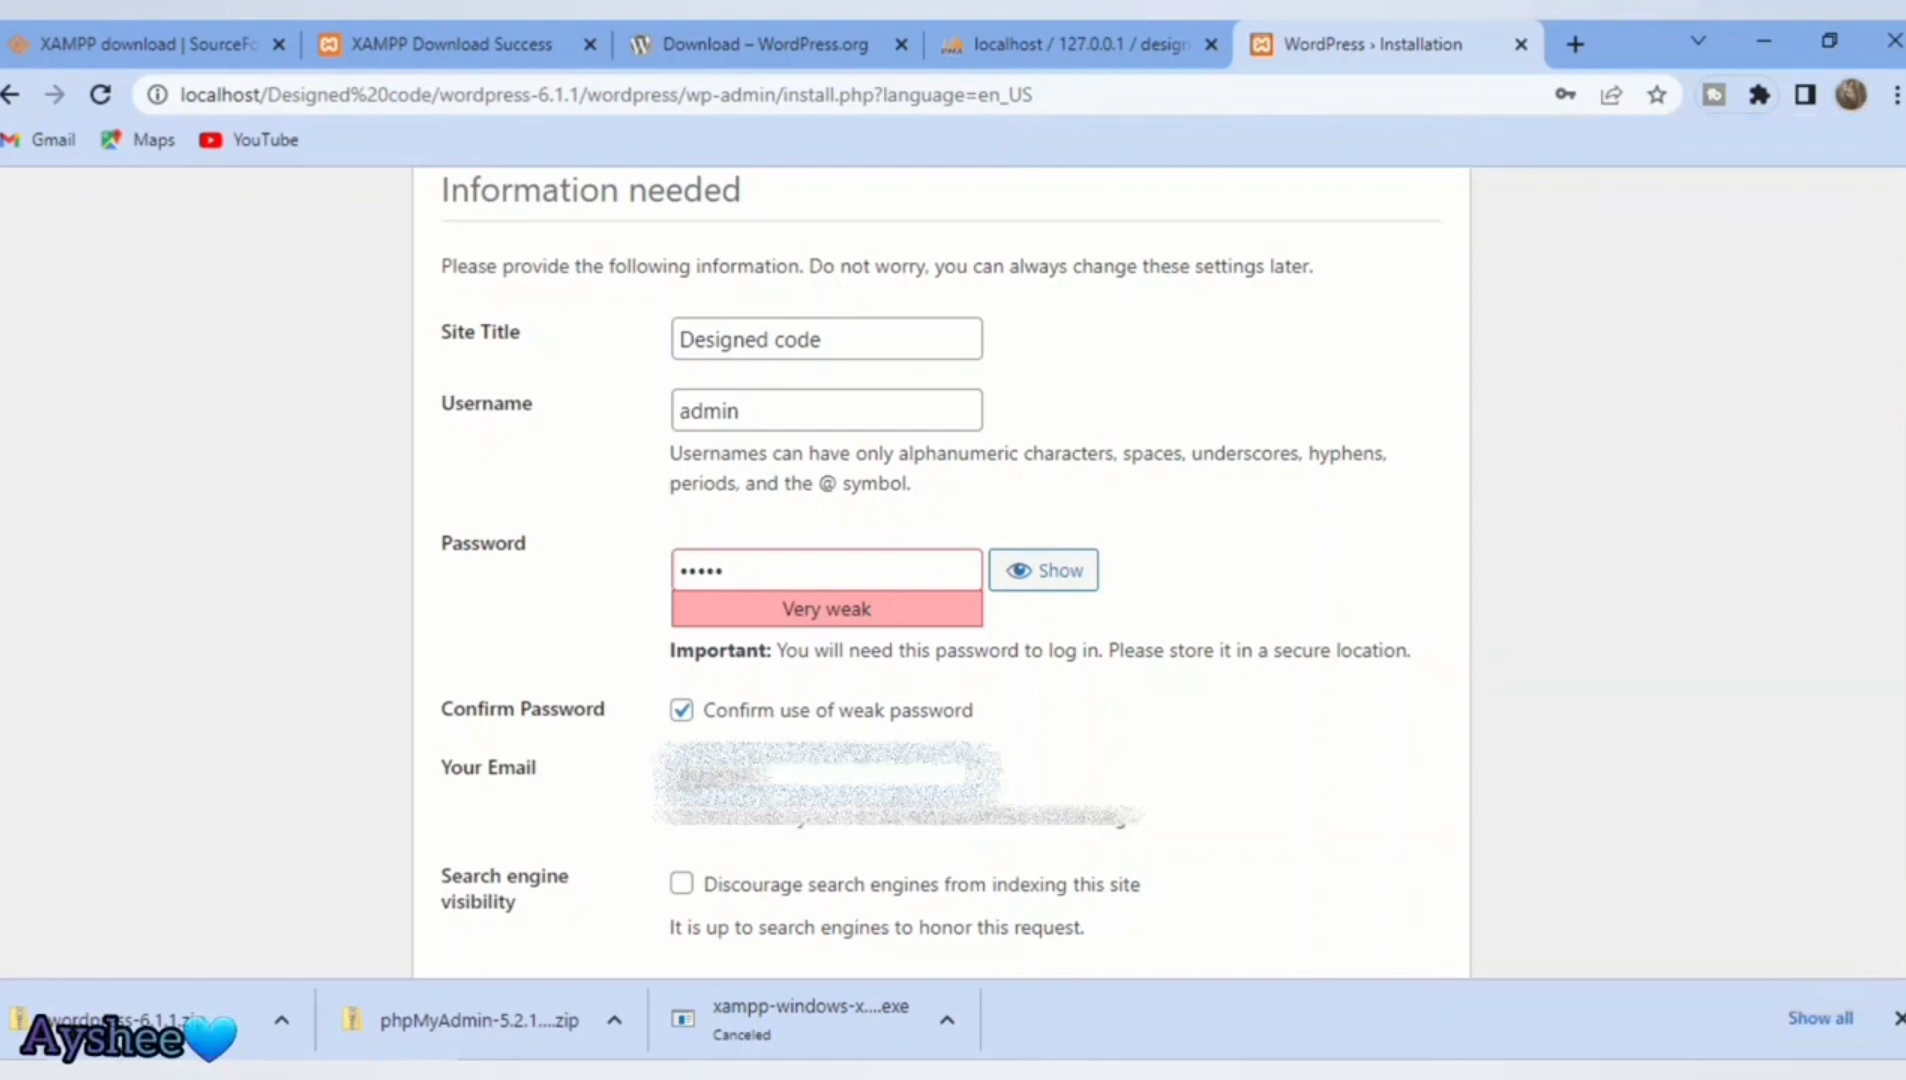 XAMPP download | SourceFo
XAMPP Download Success
Download – WordPress.org
localhost / 127.0.0.1 / design
WordPress › Installation
localhost/Designed%20code/wordpress-6.1.1/wordpress/wp-admin/install.php?language=en_US
Gmail
Maps
YouTube
Information needed
Please provide the following information. Do not worry, you can always change these settings later.
Site Title
Designed code
Username
admin
Usernames can have only alphanumeric characters, spaces, underscores, hyphens,
periods, and the @ symbol.
Password
•••••
Show
Very weak
Important: You will need this password to log in. Please store it in a secure location.
Confirm Password
Confirm use of weak password
Your Email
Search engine
visibility
Discourage search engines from indexing this site
It is up to search engines to honor this request.
wordpress-6.1.1.zip
Ayshee
phpMyAdmin-5.2.1....zip
xampp-windows-x....exe
Canceled
Show all